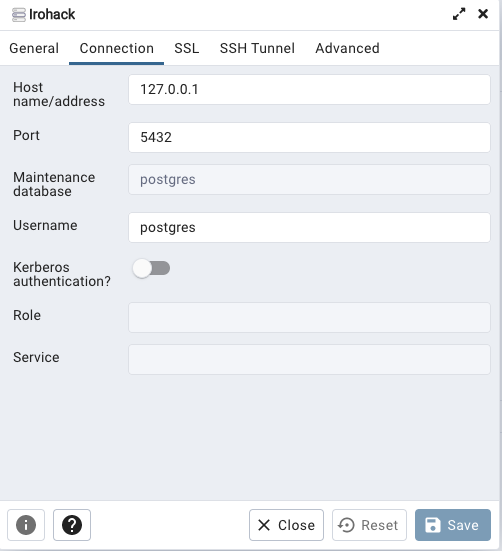 Irohack
General Connection SSL SSH Tunnel Advanced
Host
name/address
127.0.0.1
Port
5432
Maintenance
database
postgres
Username
postgres
Kerberos
authentication?
Role
Service
Close Reset Save